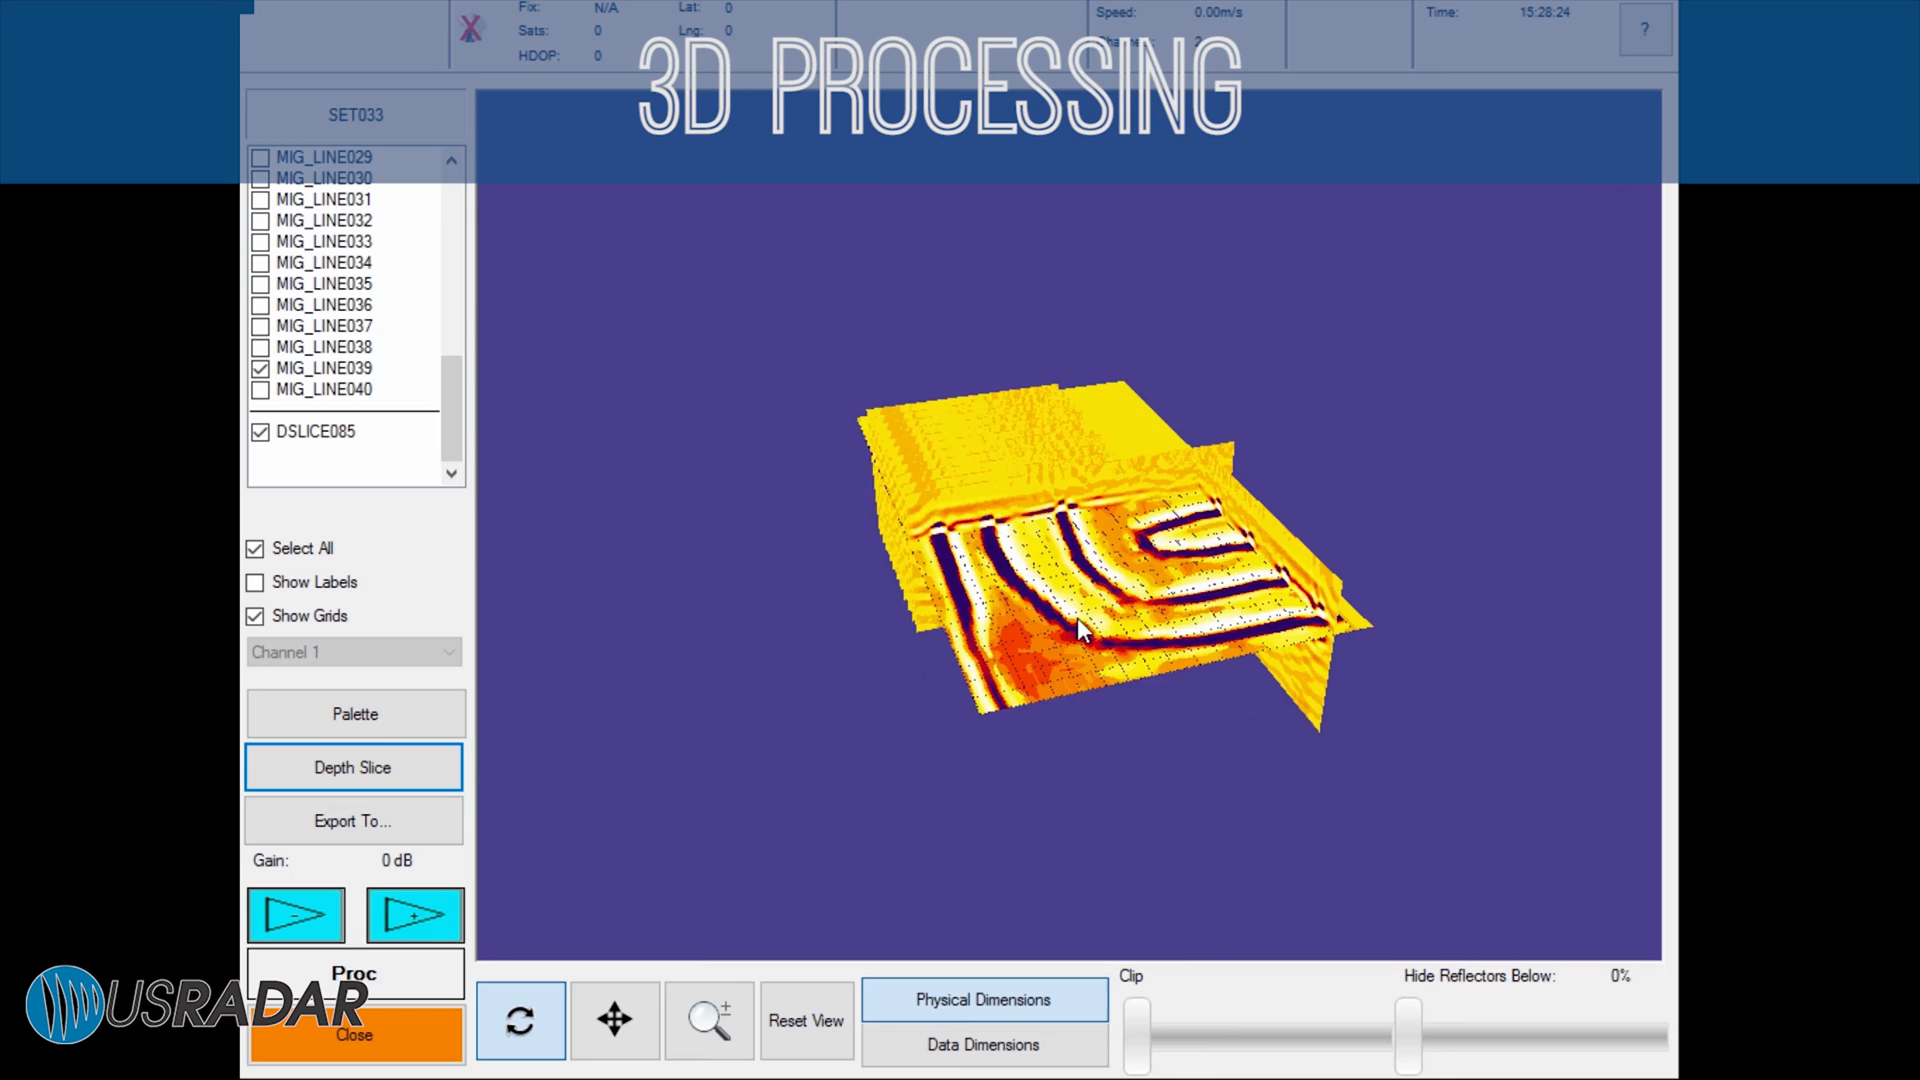 Fix: N/A Lat: 0 Speed: 0.00m/s Time: 15:28:24 ?
Sats: 0 Lng: 0
HDOP: 0
3D PROCESSING
SET033
MIG_LINE029
MIG_LINE030
MIG_LINE031
MIG_LINE032
MIG_LINE033
MIG_LINE034
MIG_LINE035
MIG_LINE036
MIG_LINE037
MIG_LINE038
MIG_LINE039
MIG_LINE040
DSLICE085
Select All
Show Labels
Show Grids
Channel 1
Palette
Depth Slice
Export To...
Gain: 0 dB
- +
Proc
USRADAR
Close
Reset View
Physical Dimensions
Data Dimensions
Clip
Hide Reflectors Below: 0%